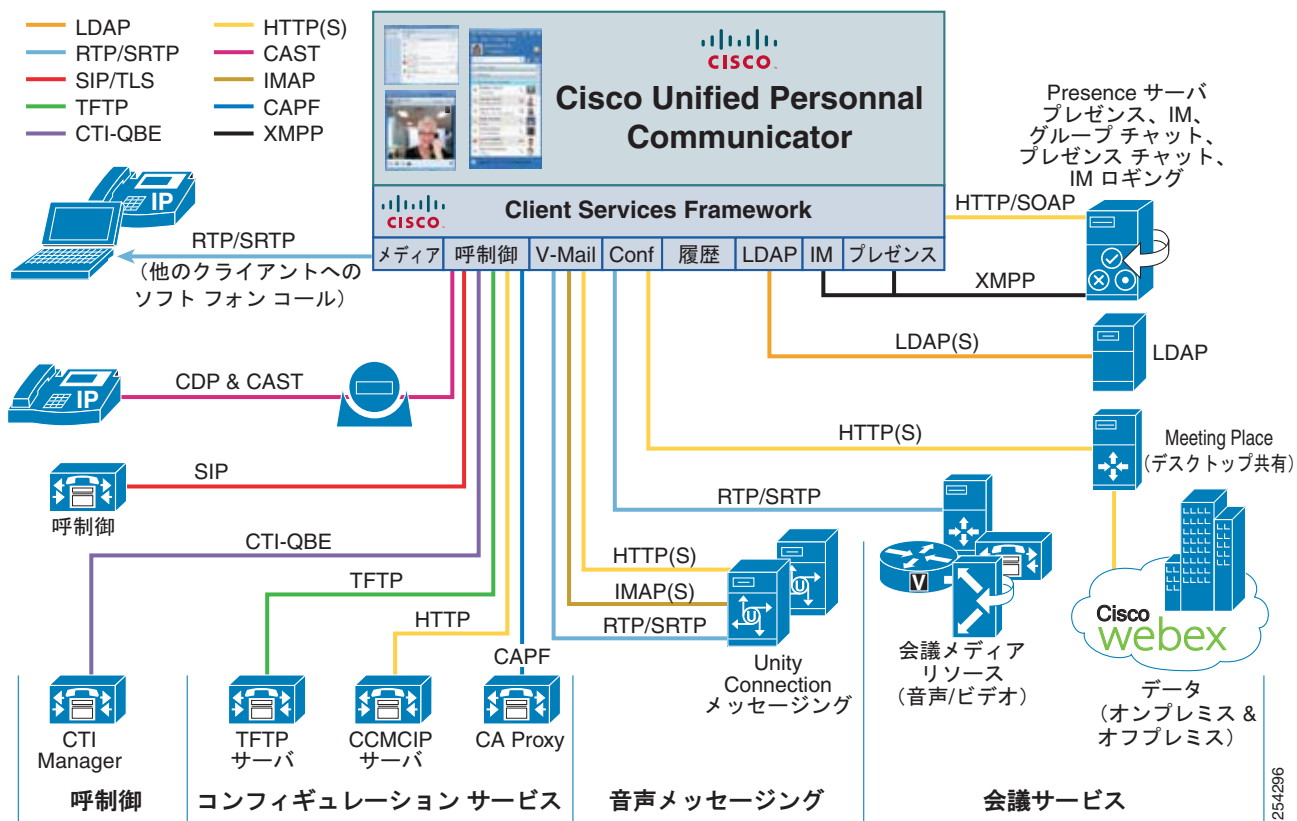 LDAP
RTP/SRTP
SIP/TLS
TFTP
CTI-QBE
HTTP(S)
CAST
IMAP
CAPF
XMPP
CISCO
Cisco Unified Personnal
Communicator
CISCO
Client Services Framework
メディア
呼制御
V-Mail
Conf
履歴
LDAP
IM
プレゼンス
Presence サーバ
プレゼンス、IM、
グループ チャット、
プレゼンス チャット、
IM ロギング
HTTP/SOAP
XMPP
IP
RTP/SRTP
(他のクライアントへの
ソフト フォン コール)
LDAP(S)
LDAP
CDP & CAST
IP
HTTP(S)
Meeting Place
(デスクトップ共有)
SIP
呼制御
RTP/SRTP
CTI-QBE
HTTP(S)
TFTP
IMAP(S)
HTTP
RTP/SRTP
CAPF
U
U
V
Unity
Connection
メッセージング
会議メディア
リソース
(音声/ビデオ)
Cisco
webex
データ
(オンプレミス &
オフプレミス)
CTI
Manager
TFTP
サーバ
CCMCIP
サーバ
CA Proxy
呼制御
コンフィギュレーション サービス
音声メッセージング
会議サービス
254296